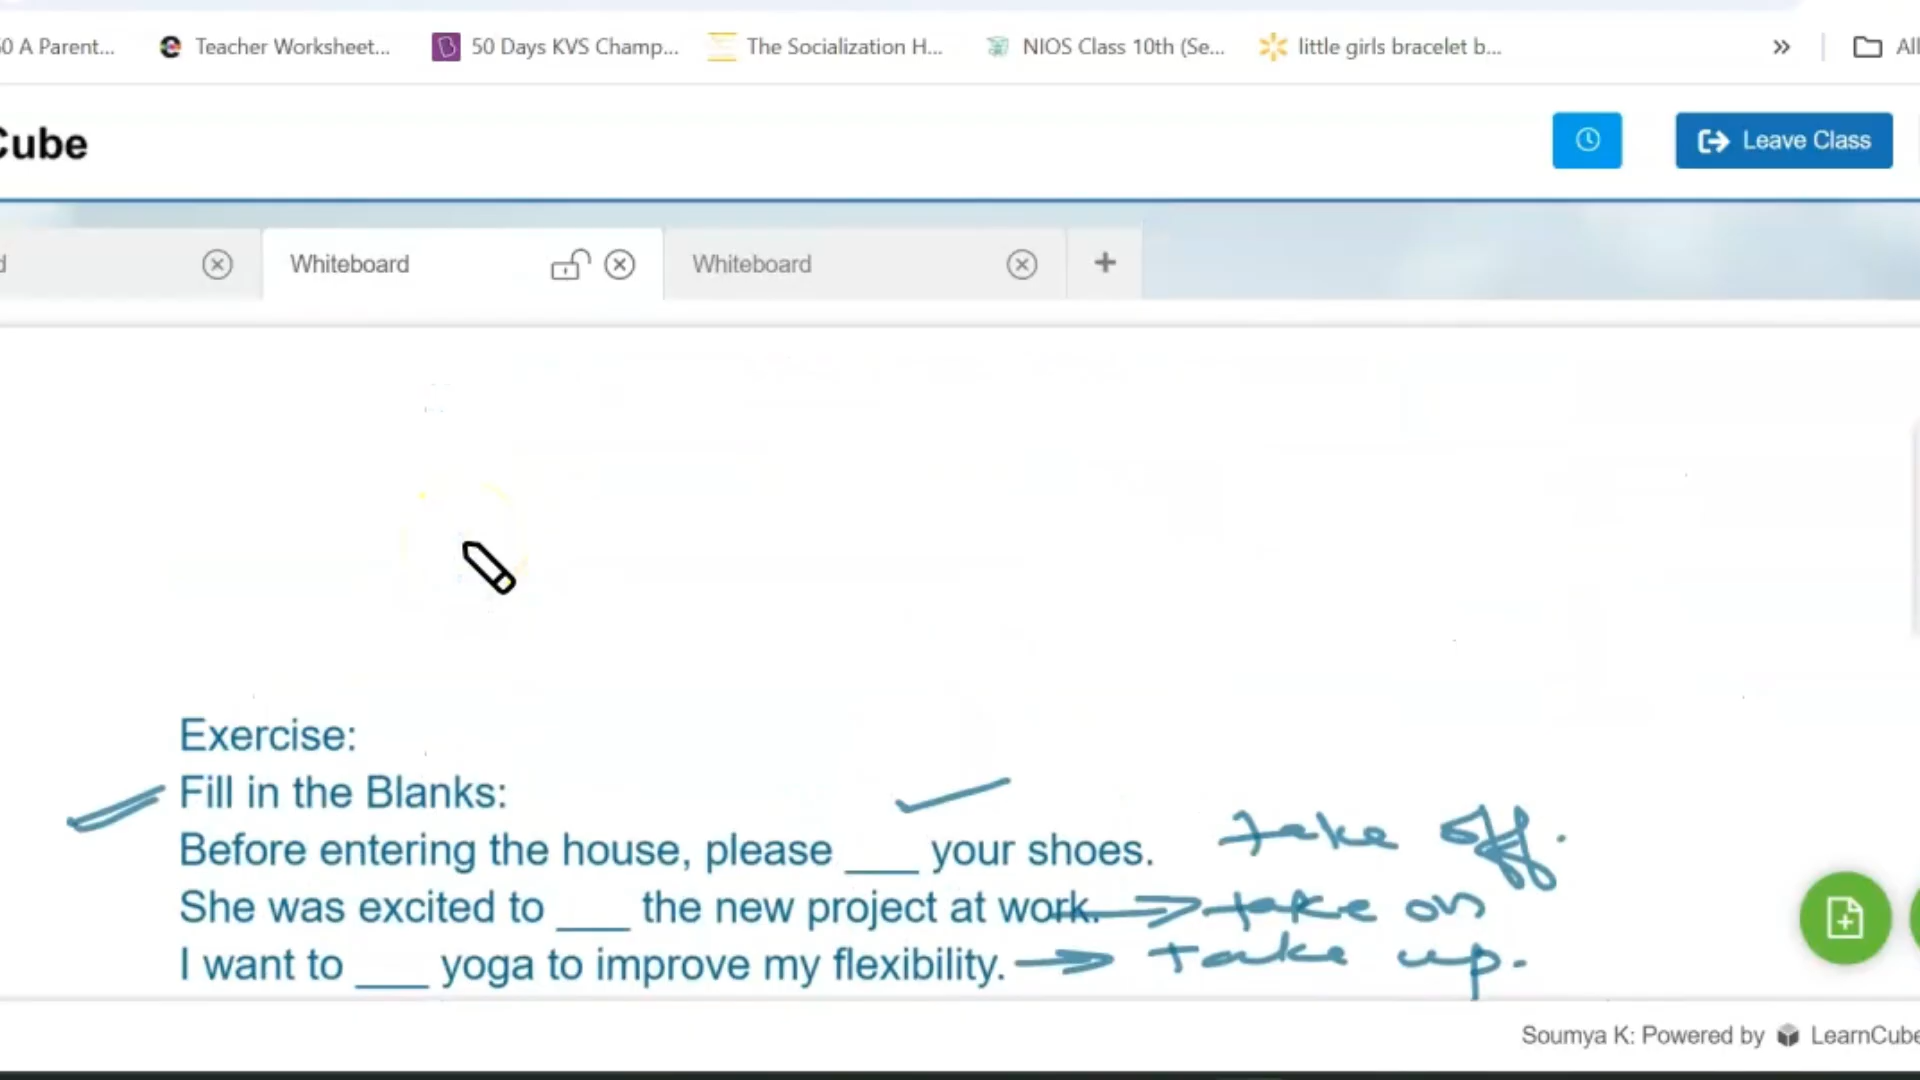 0 A Parent... Teacher Worksheet... 50 Days KVS Champ... The Socialization H... NIOS Class 10th (Se... little girls bracelet b... » All
Cube
Leave Class
d Whiteboard Whiteboard +
Exercise:
Fill in the Blanks:
Before entering the house, please ___ your shoes. take off.
She was excited to ___ the new project at work. take on
I want to ___ yoga to improve my flexibility. take up.
Soumya K: Powered by LearnCube